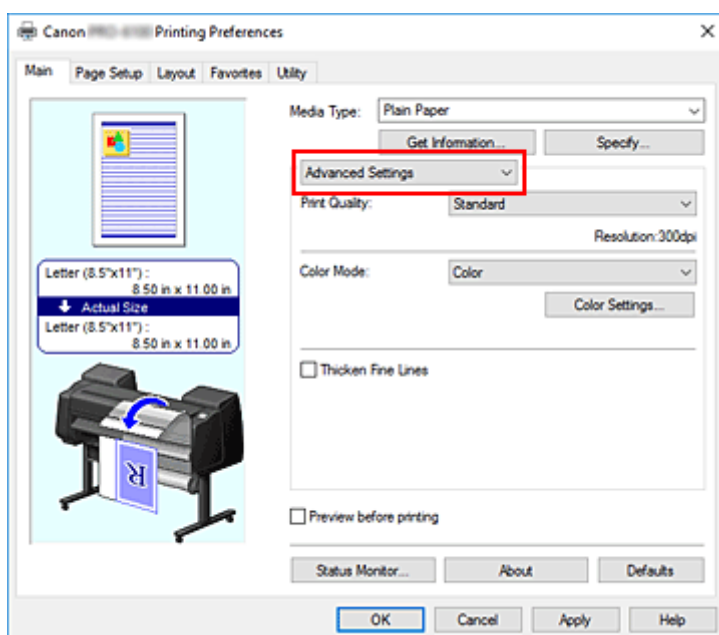 Canon Printing Preferences
Main Page Setup Layout Favorites Utility
Media Type: Plain Paper
Get Information... Specify...
Advanced Settings
Print Quality: Standard
Resolution:300dpi
Letter (8.5"x11") :
8.50 in x 11.00 in
Actual Size
Letter (8.5"x11") :
8.50 in x 11.00 in
Color Mode: Color
Color Settings...
Thicken Fine Lines
R
Preview before printing
Status Monitor... About Defaults
OK Cancel Apply Help